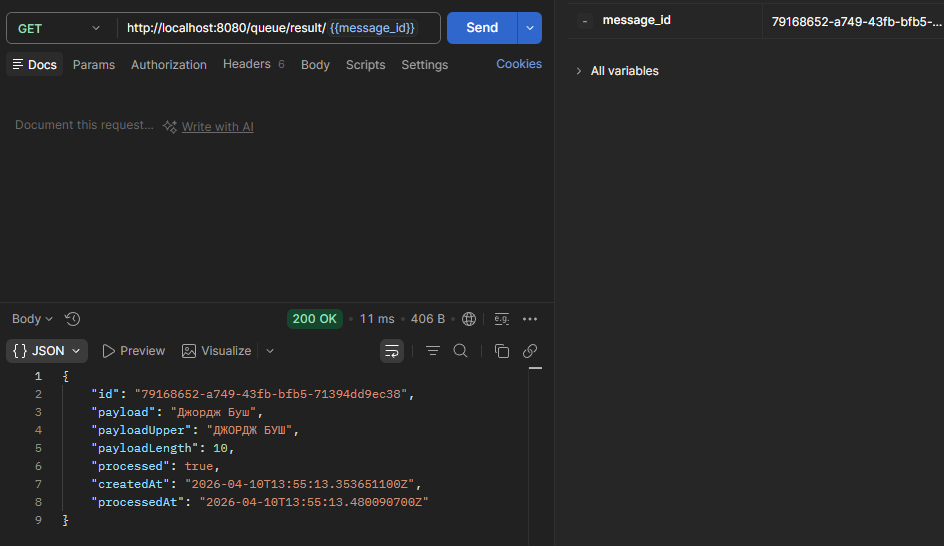 GET http://localhost:8080/queue/result/ {{message_id}} Send
Docs Params Authorization Headers 6 Body Scripts Settings Cookies
Document this request... Write with AI
- message_id 79168652-a749-43fb-bfb5-...
> All variables
Body 200 OK • 11 ms • 406 B • e.g. •••
{} JSON Preview Visualize
1 {
2 "id": "79168652-a749-43fb-bfb5-71394dd9ec38",
3 "payload": "Джордж Буш",
4 "payloadUpper": "ДЖОРДЖ БУШ",
5 "payloadLength": 10,
6 "processed": true,
7 "createdAt": "2026-04-10T13:55:13.353651100Z",
8 "processedAt": "2026-04-10T13:55:13.480090700Z"
9 }